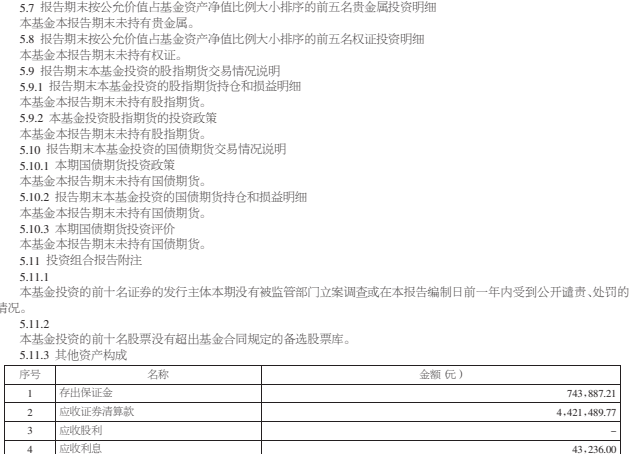 5.7 报告期末按公允价值占基金资产净值比例大小排序的前五名贵金属投资明细
本基金本报告期末未持有贵金属。
5.8 报告期末按公允价值占基金资产净值比例大小排序的前五名权证投资明细
本基金本报告期末未持有权证。
5.9 报告期末本基金投资的股指期货交易情况说明
5.9.1 报告期末本基金投资的股指期货持仓和损益明细
本基金本报告期末未持有股指期货。
5.9.2 本基金投资股指期货的投资政策
本基金本报告期末未持有股指期货。
5.10 报告期末本基金投资的国债期货交易情况说明
5.10.1 本期国债期货投资政策
本基金本报告期末未持有国债期货。
5.10.2 报告期末本基金投资的国债期货持仓和损益明细
本基金本报告期末未持有国债期货。
5.10.3 本期国债期货投资评价
本基金本报告期末未持有国债期货。
5.11 投资组合报告附注
5.11.1
本基金投资的前十名证券的发行主体本期没有被监管部门立案调查或在本报告编制日前一年内受到公开谴责、处罚的
情况。
5.11.2
本基金投资的前十名股票没有超出基金合同规定的备选股票库。
5.11.3 其他资产构成
序号 名称 金额(元)
1 存出保证金 743,887.21
2 应收证券清算款 4,421,489.77
3 应收股利 –
4 应收利息 43,236.00